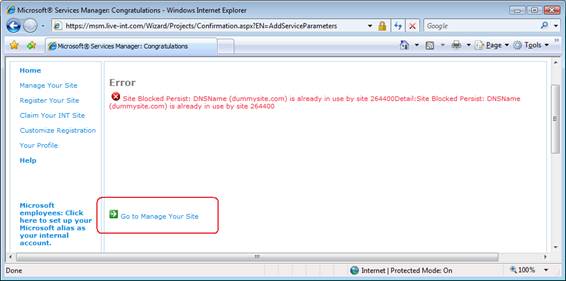 Microsoft® Services Manager: Congratulations - Windows Internet Explorer
https://msm.live-int.com/Wizard/Projects/Confirmation.aspx?EN=AddServiceParameters
Google
Microsoft® Services Manager: Congratulations
Page
Tools
Home
Manage Your Site
Register Your Site
Claim Your INT Site
Customize Registration
Your Profile
Help
Microsoft
employees: Click
here to set up your
Microsoft alias as
your internal
account.
Error
Site Blocked Persist: DNSName (dummysite.com) is already in use by site 264400Detail:Site Blocked Persist: DNSName
(dummysite.com) is already in use by site 264400
Go to Manage Your Site
Done
Internet | Protected Mode: On
100%